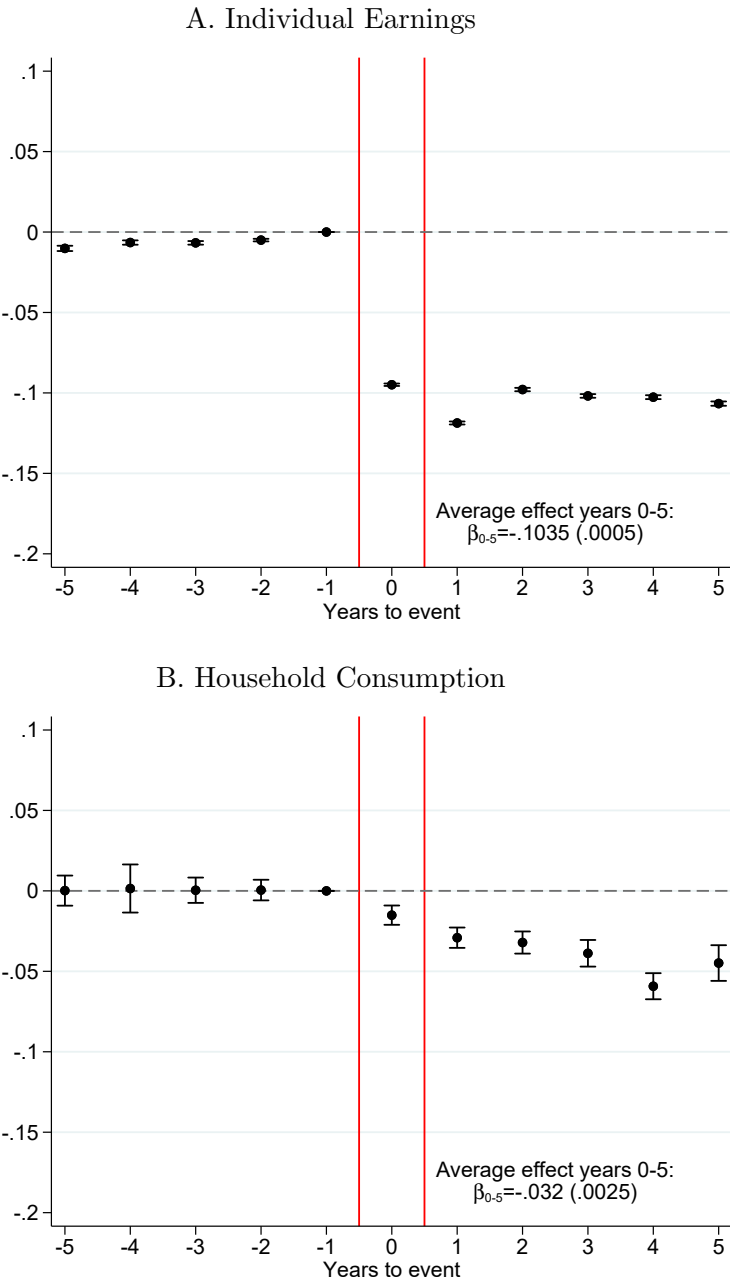 A. Individual Earnings
.1
.05
0
-.05
-.1
-.15
-.2
Average effect years 0-5:
β0-5=-.1035 (.0005)
-5 -4 -3 -2 -1 0 1 2 3 4 5
Years to event
B. Household Consumption
.1
.05
0
-.05
-.1
-.15
-.2
Average effect years 0-5:
β0-5=-.032 (.0025)
-5 -4 -3 -2 -1 0 1 2 3 4 5
Years to event